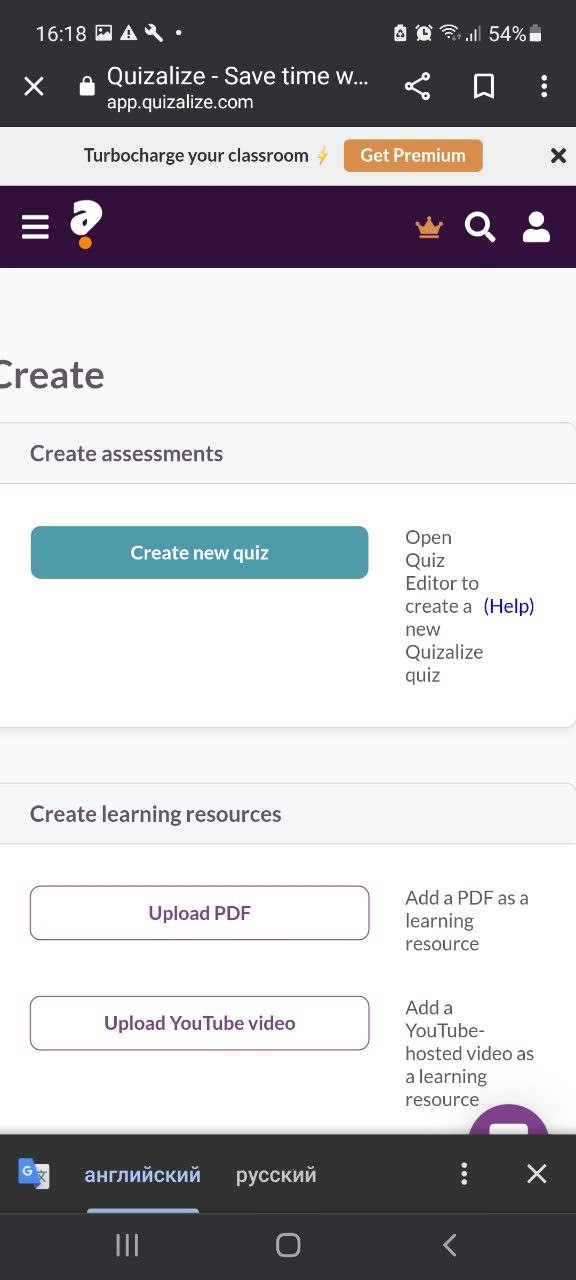 16:18
54%
Quizalize - Save time w...
app.quizalize.com
Turbocharge your classroom⚡ Get Premium
Create
Create assessments
Create new quiz
Open
Quiz
Editor to
create a (Help)
new
Quizalize
quiz
Create learning resources
Upload PDF
Add a PDF as a
learning
resource
Upload YouTube video
Add a
YouTube-
hosted video as
a learning
resource
английский русский